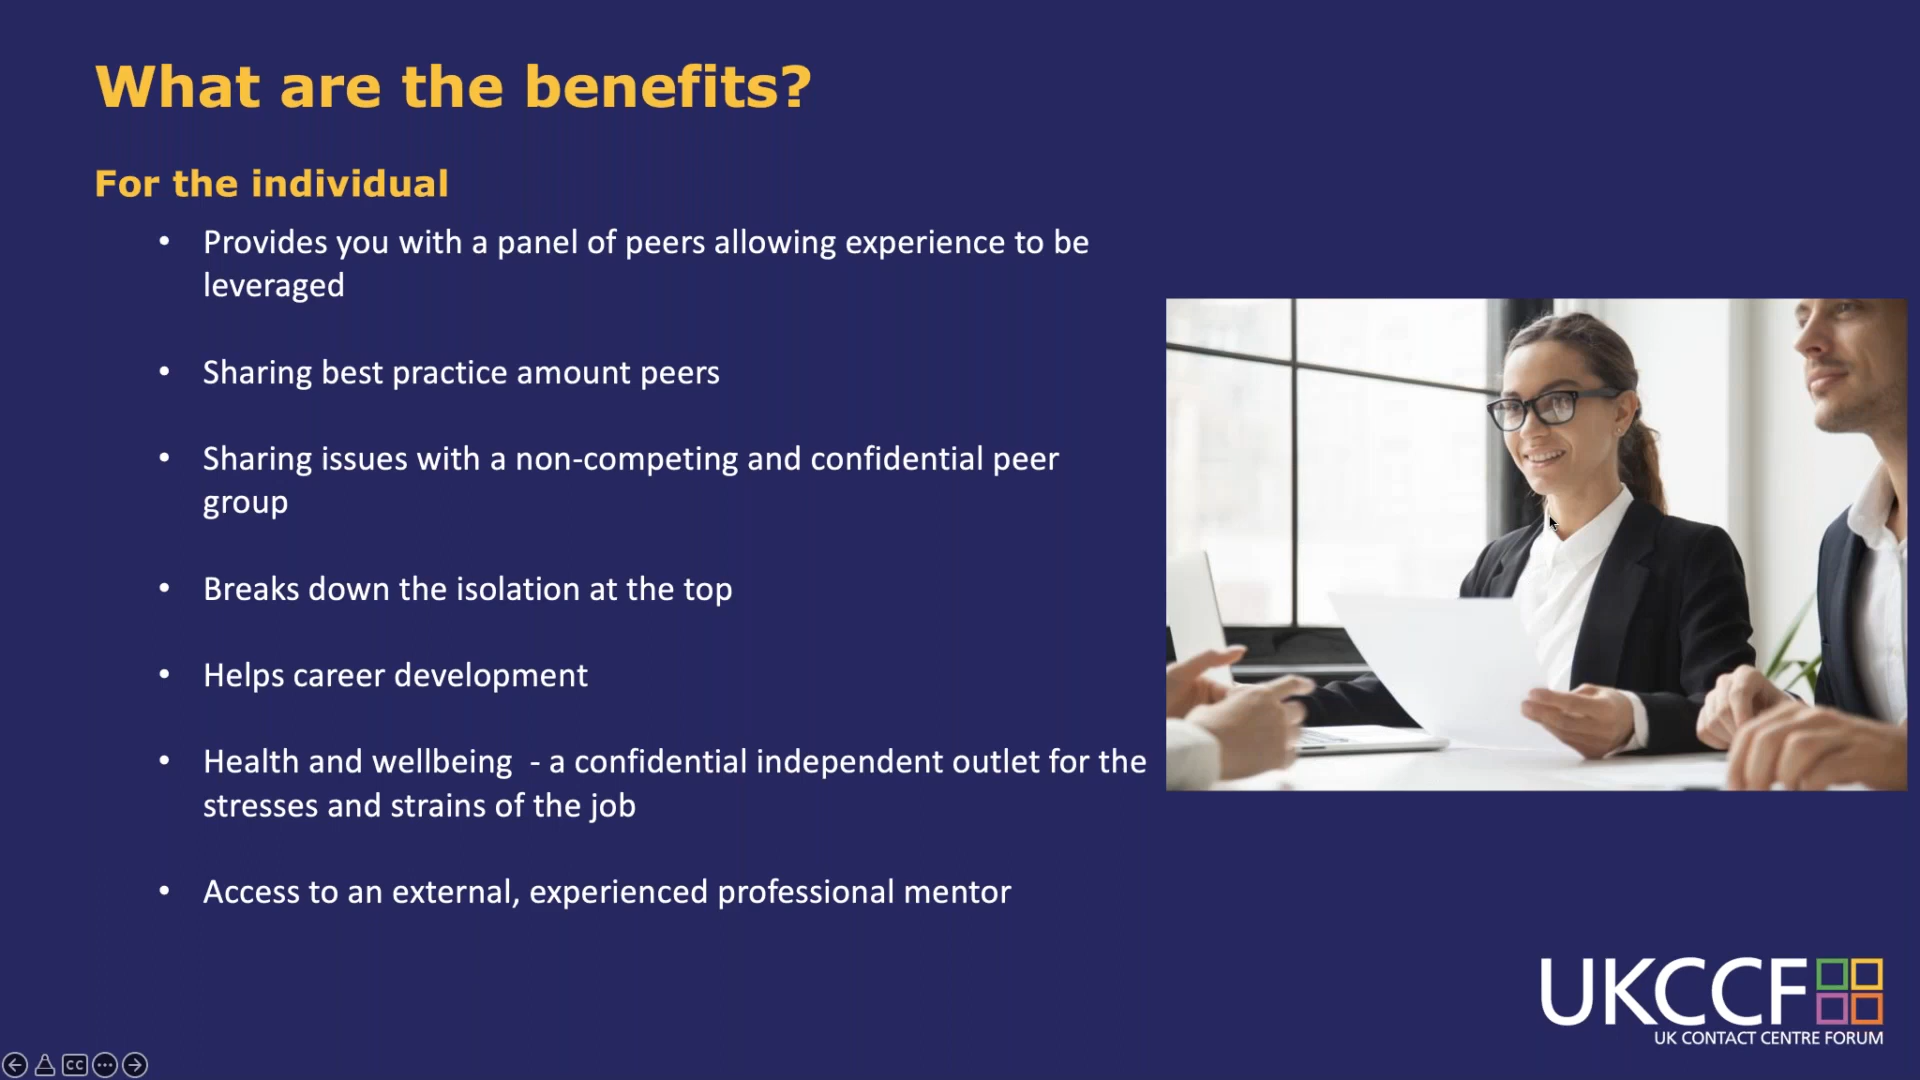 What are the benefits?
For the individual
• Provides you with a panel of peers allowing experience to be
leveraged
• Sharing best practice amount peers
• Sharing issues with a non-competing and confidential peer
group
• Breaks down the isolation at the top
• Helps career development
• Health and wellbeing  - a confidential independent outlet for the
stresses and strains of the job
• Access to an external, experienced professional mentor
UKCCF
UK CONTACT CENTRE FORUM
CC